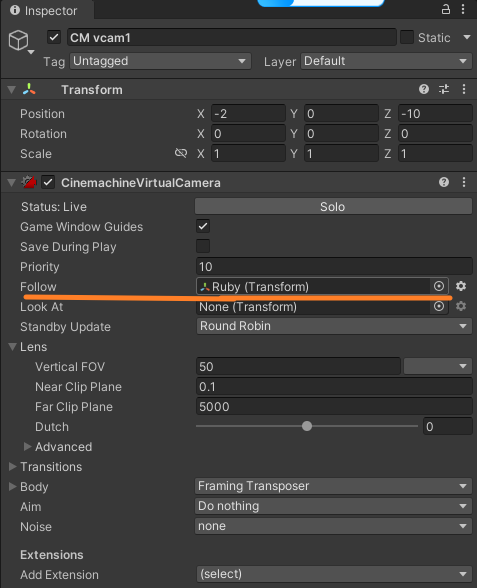 Inspector
CM vcam1 Static
Tag Untagged Layer Default
Transform
Position X -2 Y 0 Z -10
Rotation X 0 Y 0 Z 0
Scale X 1 Y 1 Z 1
CinemachineVirtualCamera
Status: Live Solo
Game Window Guides
Save During Play
Priority 10
Follow Ruby (Transform)
Look At None (Transform)
Standby Update Round Robin
Lens
Vertical FOV 50
Near Clip Plane 0.1
Far Clip Plane 5000
Dutch 0
Advanced
Transitions
Body Framing Transposer
Aim Do nothing
Noise none
Extensions
Add Extension (select)